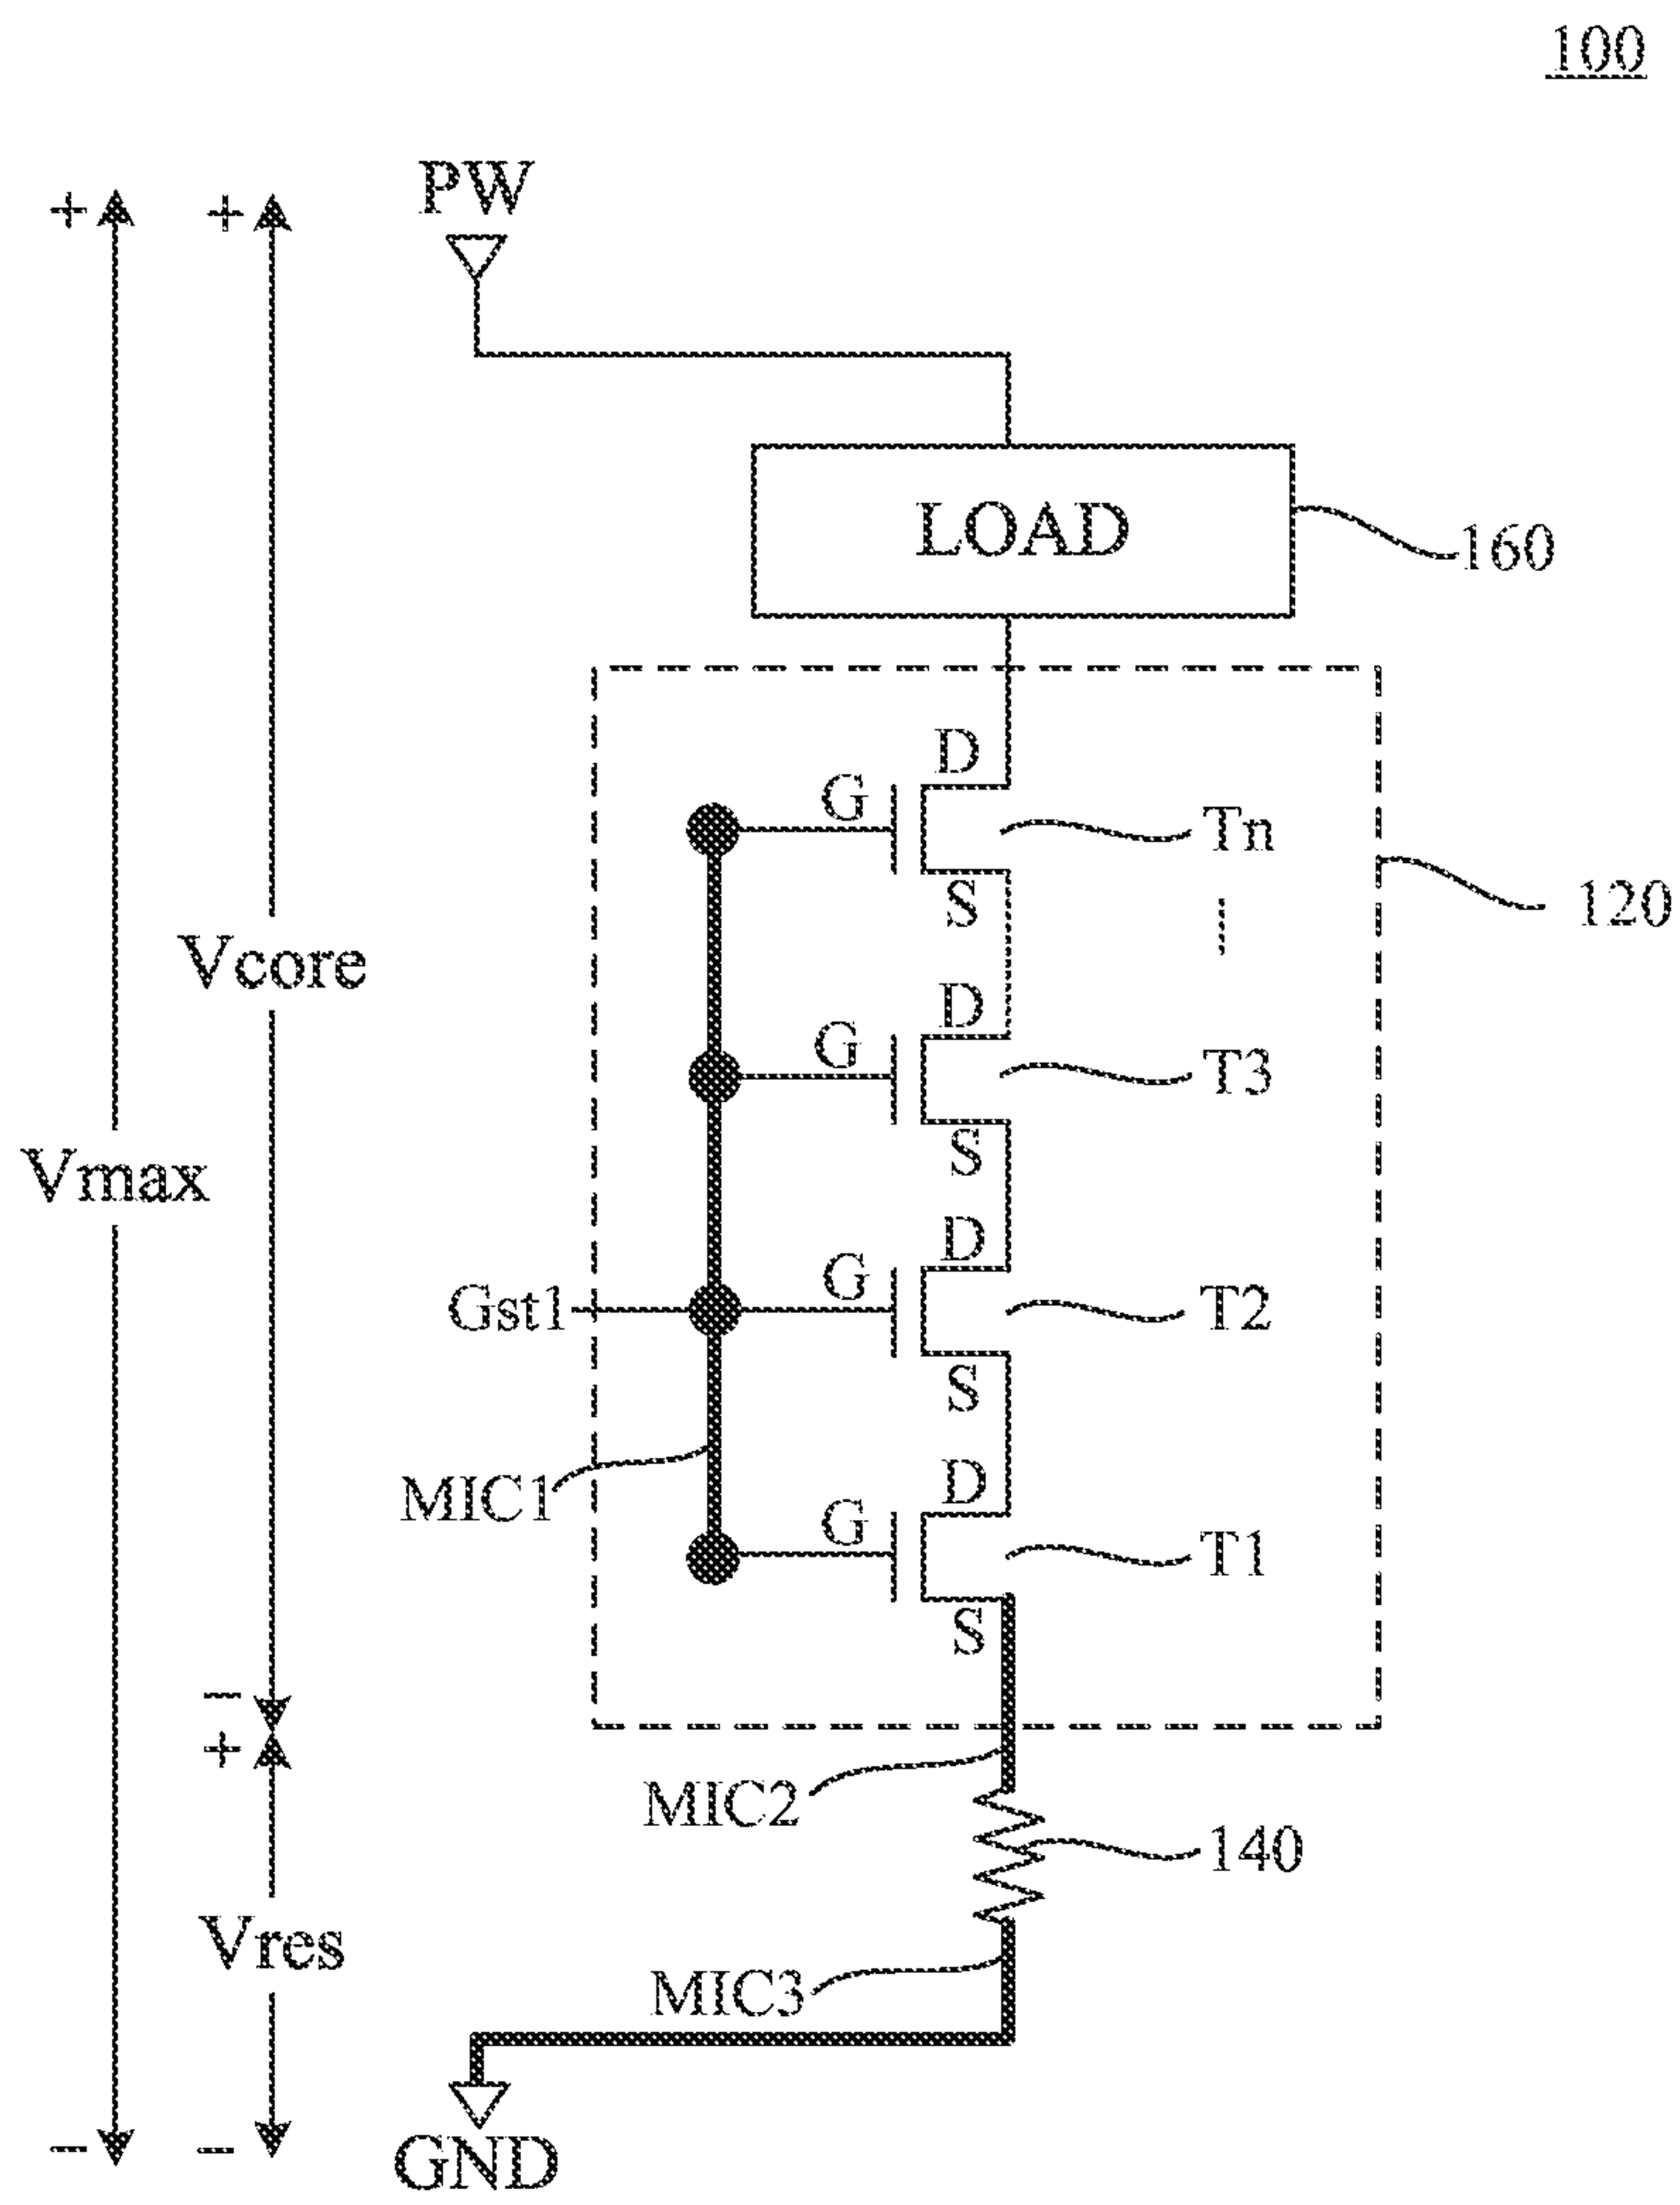 100
+ +
PW
LOAD
160
D
G
Tn
S
120
Vcore
D
G
T3
S
Vmax
D
G
Gst1
T2
S
MIC1
D
G
T1
S
−
+
MIC2
140
Vres
MIC3
− −
GND